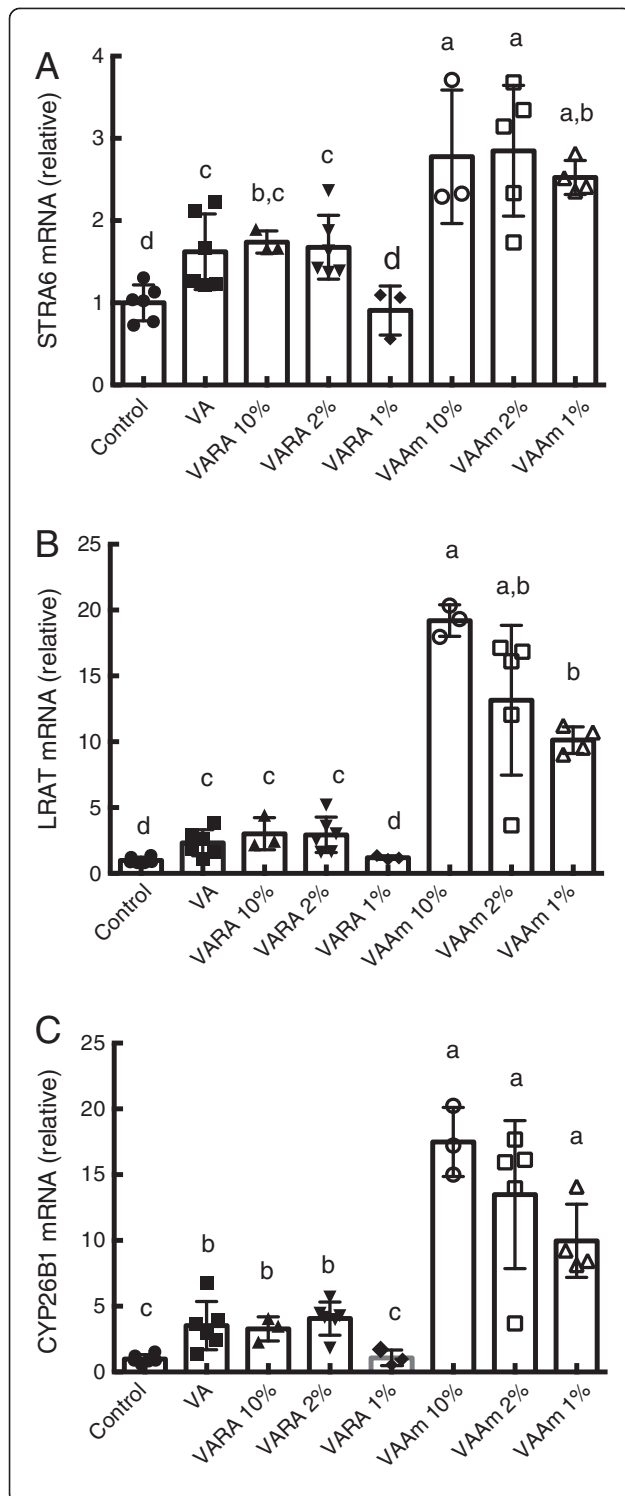 A
STRA6 mRNA (relative)
4
3
2
1
0
d
c
b,c
c
d
a
a
a,b
Control
VA
VARA 10%
VARA 2%
VARA 1%
VAAm 10%
VAAm 2%
VAAm 1%
B
LRAT mRNA (relative)
25
20
15
10
5
0
d
c
c
c
d
a
a,b
b
Control
VA
VARA 10%
VARA 2%
VARA 1%
VAAm 10%
VAAm 2%
VAAm 1%
C
CYP26B1 mRNA (relative)
25
20
15
10
5
0
c
b
b
b
c
a
a
a
Control
VA
VARA 10%
VARA 2%
VARA 1%
VAAm 10%
VAAm 2%
VAAm 1%